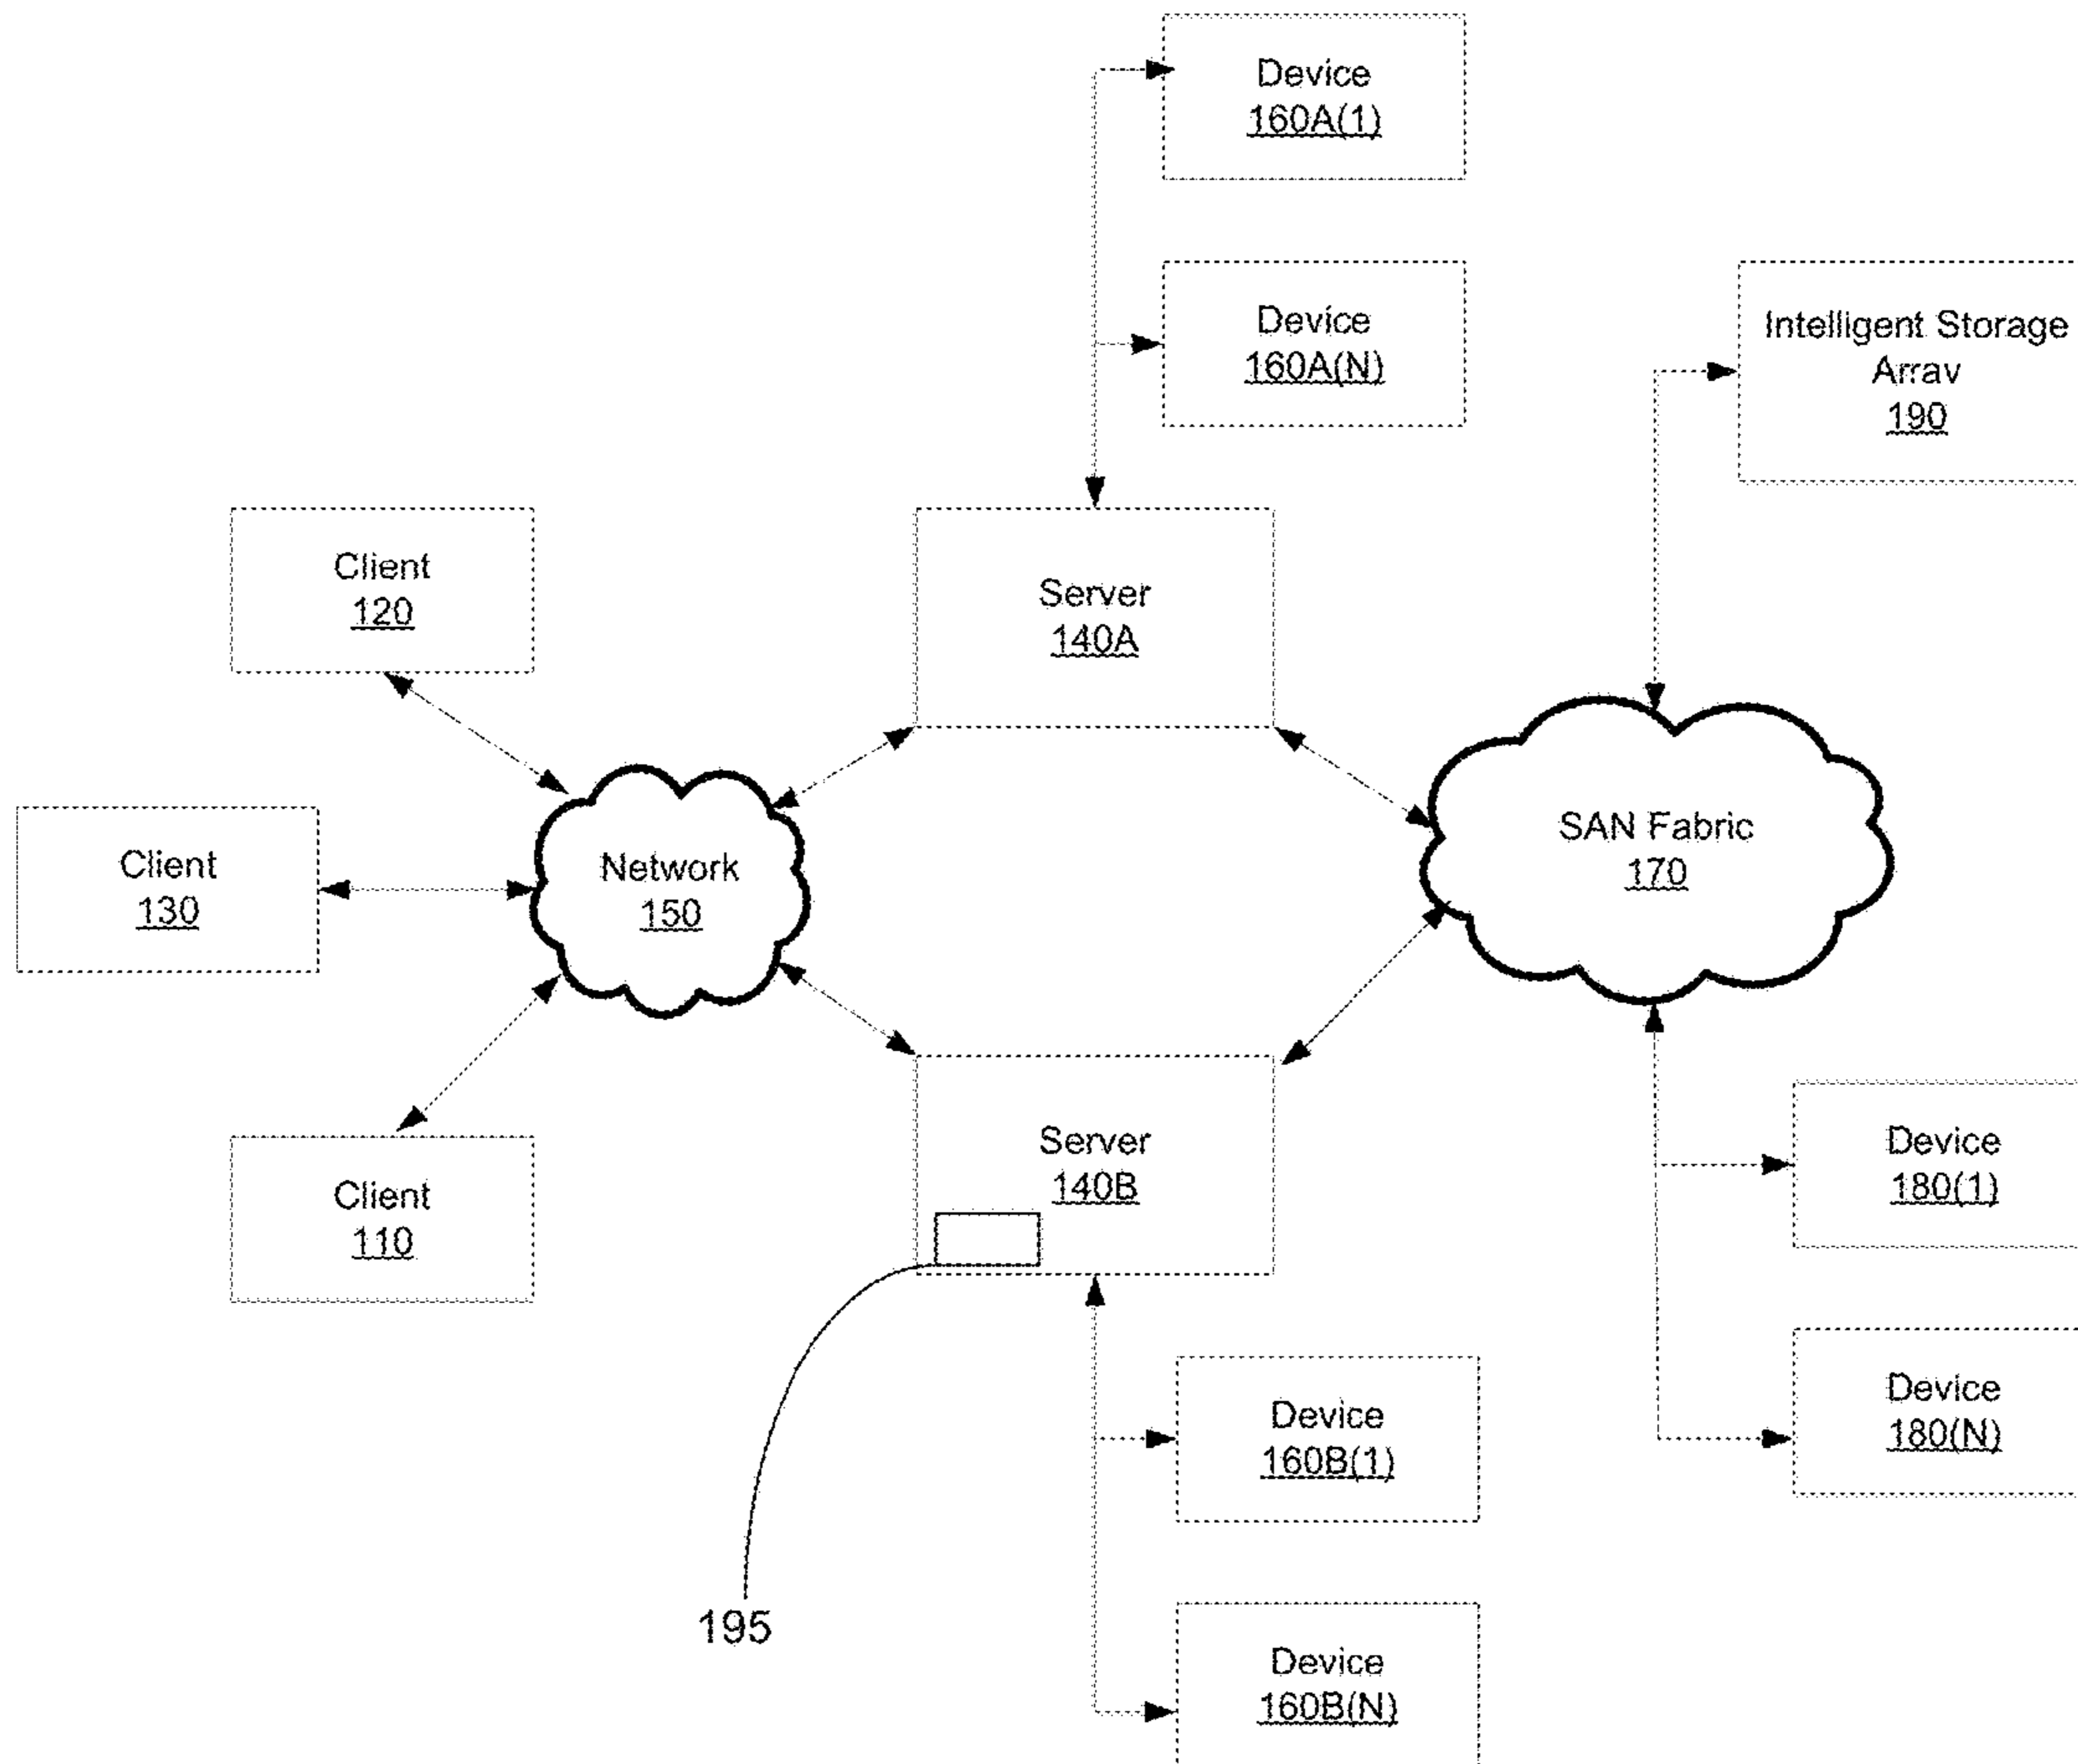 Device
160A(1)
Device
160A(N)
Intelligent Storage
Array
190
Client
120
Server
140A
Client
130
Network
150
SAN Fabric
170
Server
140B
Client
110
Device
180(1)
Device
180(N)
Device
160B(1)
195
Device
160B(N)